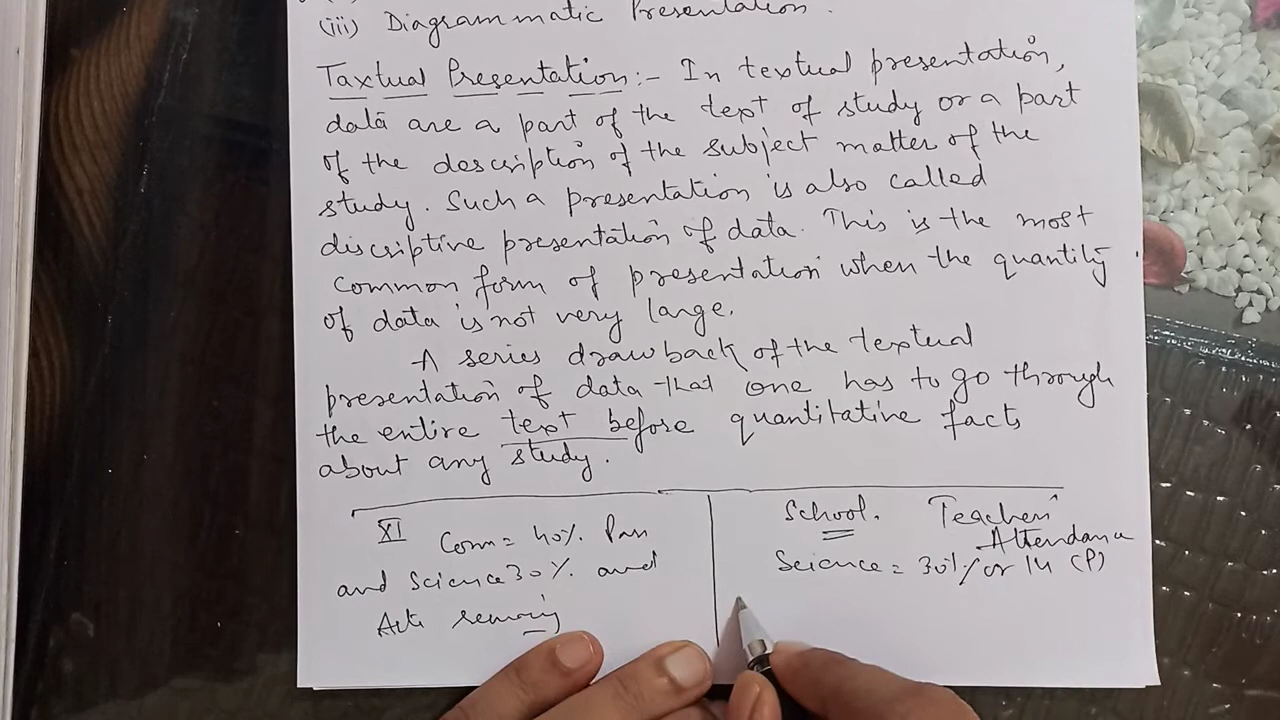 (iii) Diagrammatic Presentation.
Taxtual Presentation:- In textual presentation,
data are a part of the text of study or a part
of the description of the subject matter of the
study. Such a presentation is also called
discriptive presentation of data. This is the most
common form of presentation when the quantity
of data is not very large.
A series drawback of the textual
presentation of data that one has to go through
the entire text before quantitative facts
about any study.
XI Com = 40% Pass
and Science 30% and
Arts remaing
School. Teachers
Attendance
Science = 30% or 14 (P)